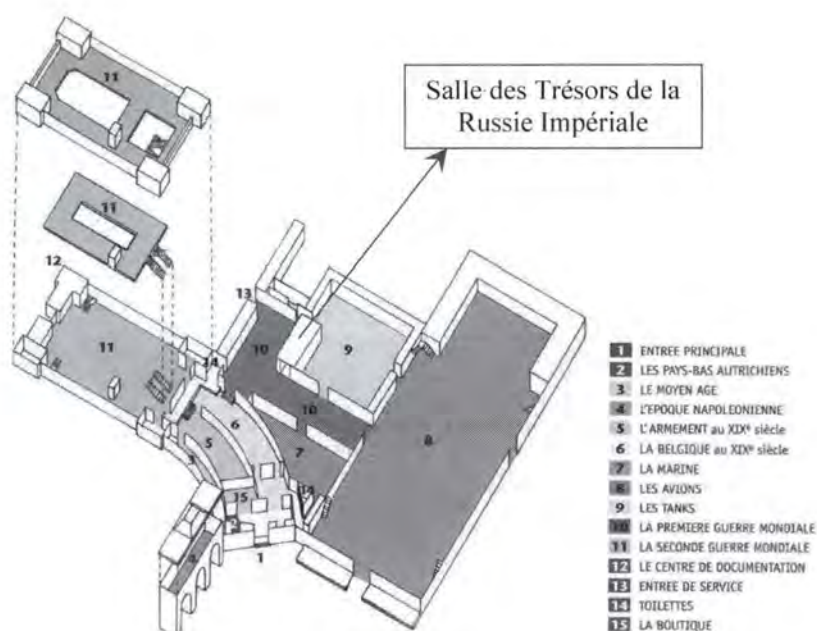 Salle des Trésors de la
Russie Impériale
11
11
12
13
11
14
10
9
10
6
5
3
7
8
15
14
1
1 ENTREE PRINCIPALE
2 LES PAYS-BAS AUTRICHIENS
3 LE MOYEN AGE
4 L'EPOQUE NAPOLEONIENNE
5 L'ARMEMENT au XIXe siècle
6 LA BELGIQUE au XIXe siècle
7 LA MARINE
8 LES AVIONS
9 LES TANKS
10 LA PREMIERE GUERRE MONDIALE
11 LA SECONDE GUERRE MONDIALE
12 LE CENTRE DE DOCUMENTATION
13 ENTREE DE SERVICE
14 TOILETTES
15 LA BOUTIQUE